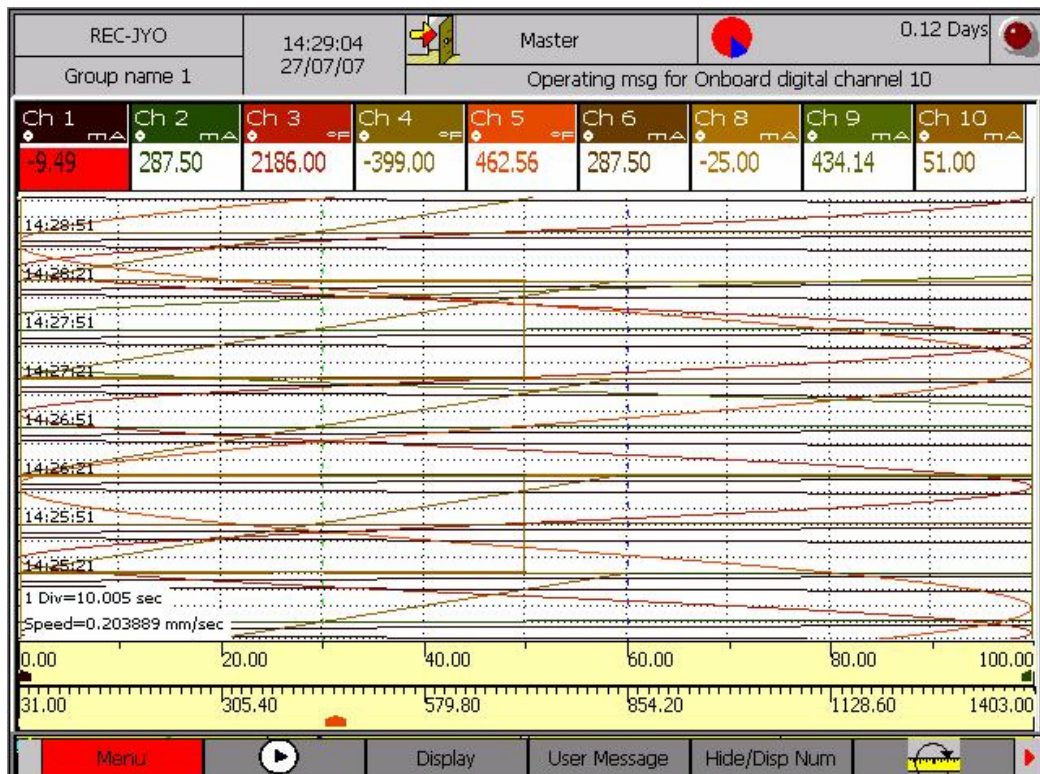 REC-JYO
14:29:04
27/07/07
Master
0.12 Days
Group name 1
Operating msg for Onboard digital channel 10
Ch 1 Ch 2 Ch 3 Ch 4 Ch 5 Ch 6 Ch 8 Ch 9 Ch 10
mA mA °F °F °F mA mA mA mA
-9.49 287.50 2186.00 -399.00 462.56 287.50 -25.00 434.14 51.00
14:28:51
14:28:21
14:27:51
14:27:21
14:26:51
14:26:21
14:25:51
14:25:21
1 Div=10.005 sec
Speed=0.203889 mm/sec
0.00 20.00 40.00 60.00 80.00 100.00
31.00 305.40 579.80 854.20 1128.60 1403.00
Menu Display User Message Hide/Disp Num